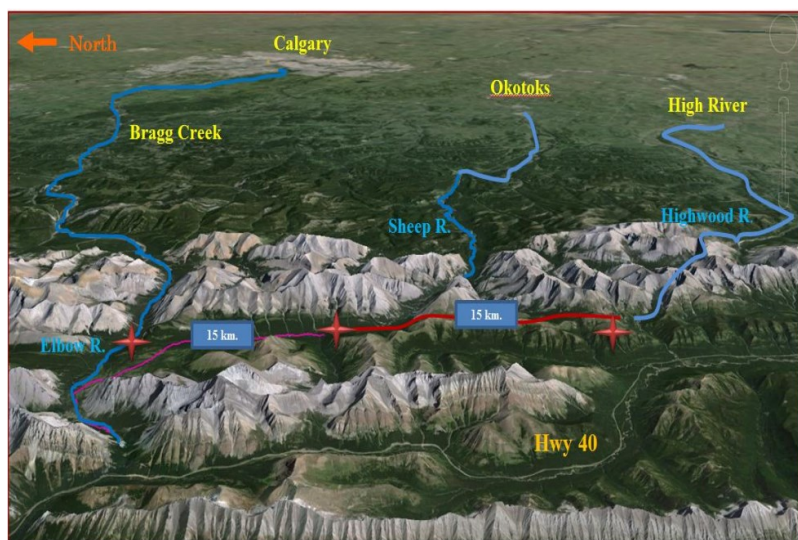 North
Calgary
Okotoks
High River
Bragg Creek
Sheep R.
Highwood R.
15 km.
15 km.
Elbow R.
Hwy 40